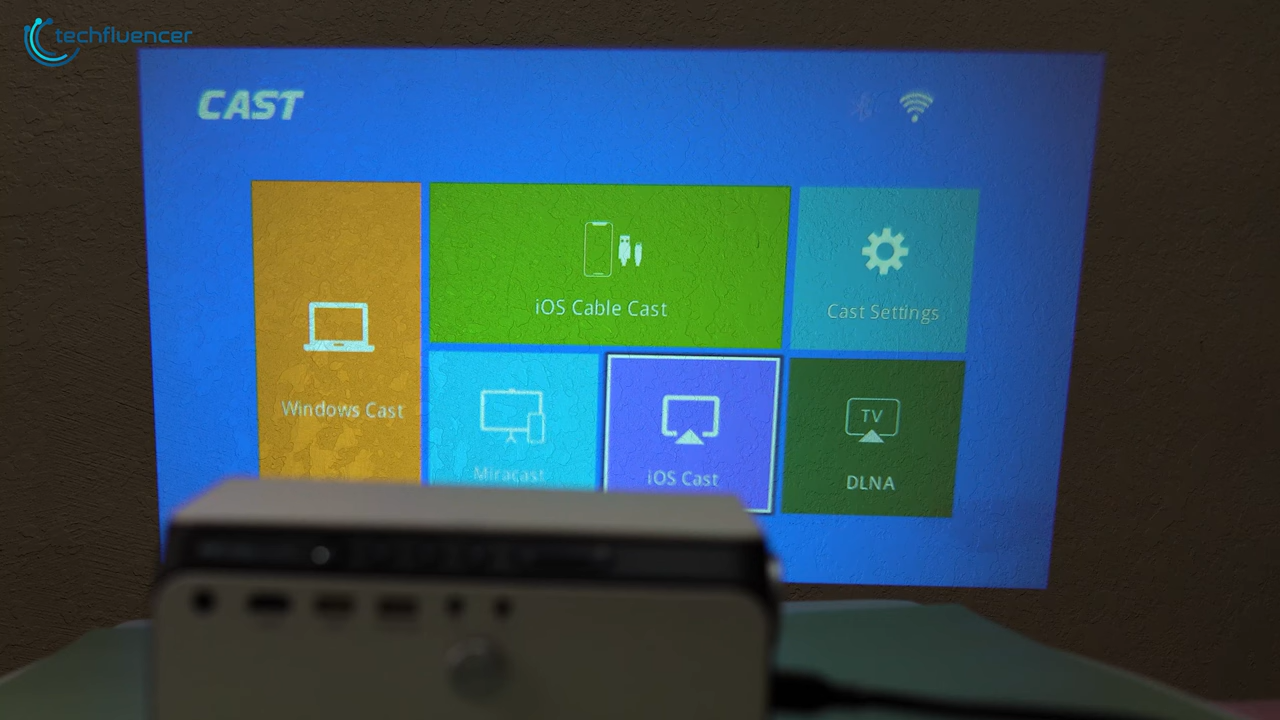 techfluencer
CAST
iOS Cable Cast
Cast Settings
Windows Cast
Miracast
iOS Cast
TV
DLNA